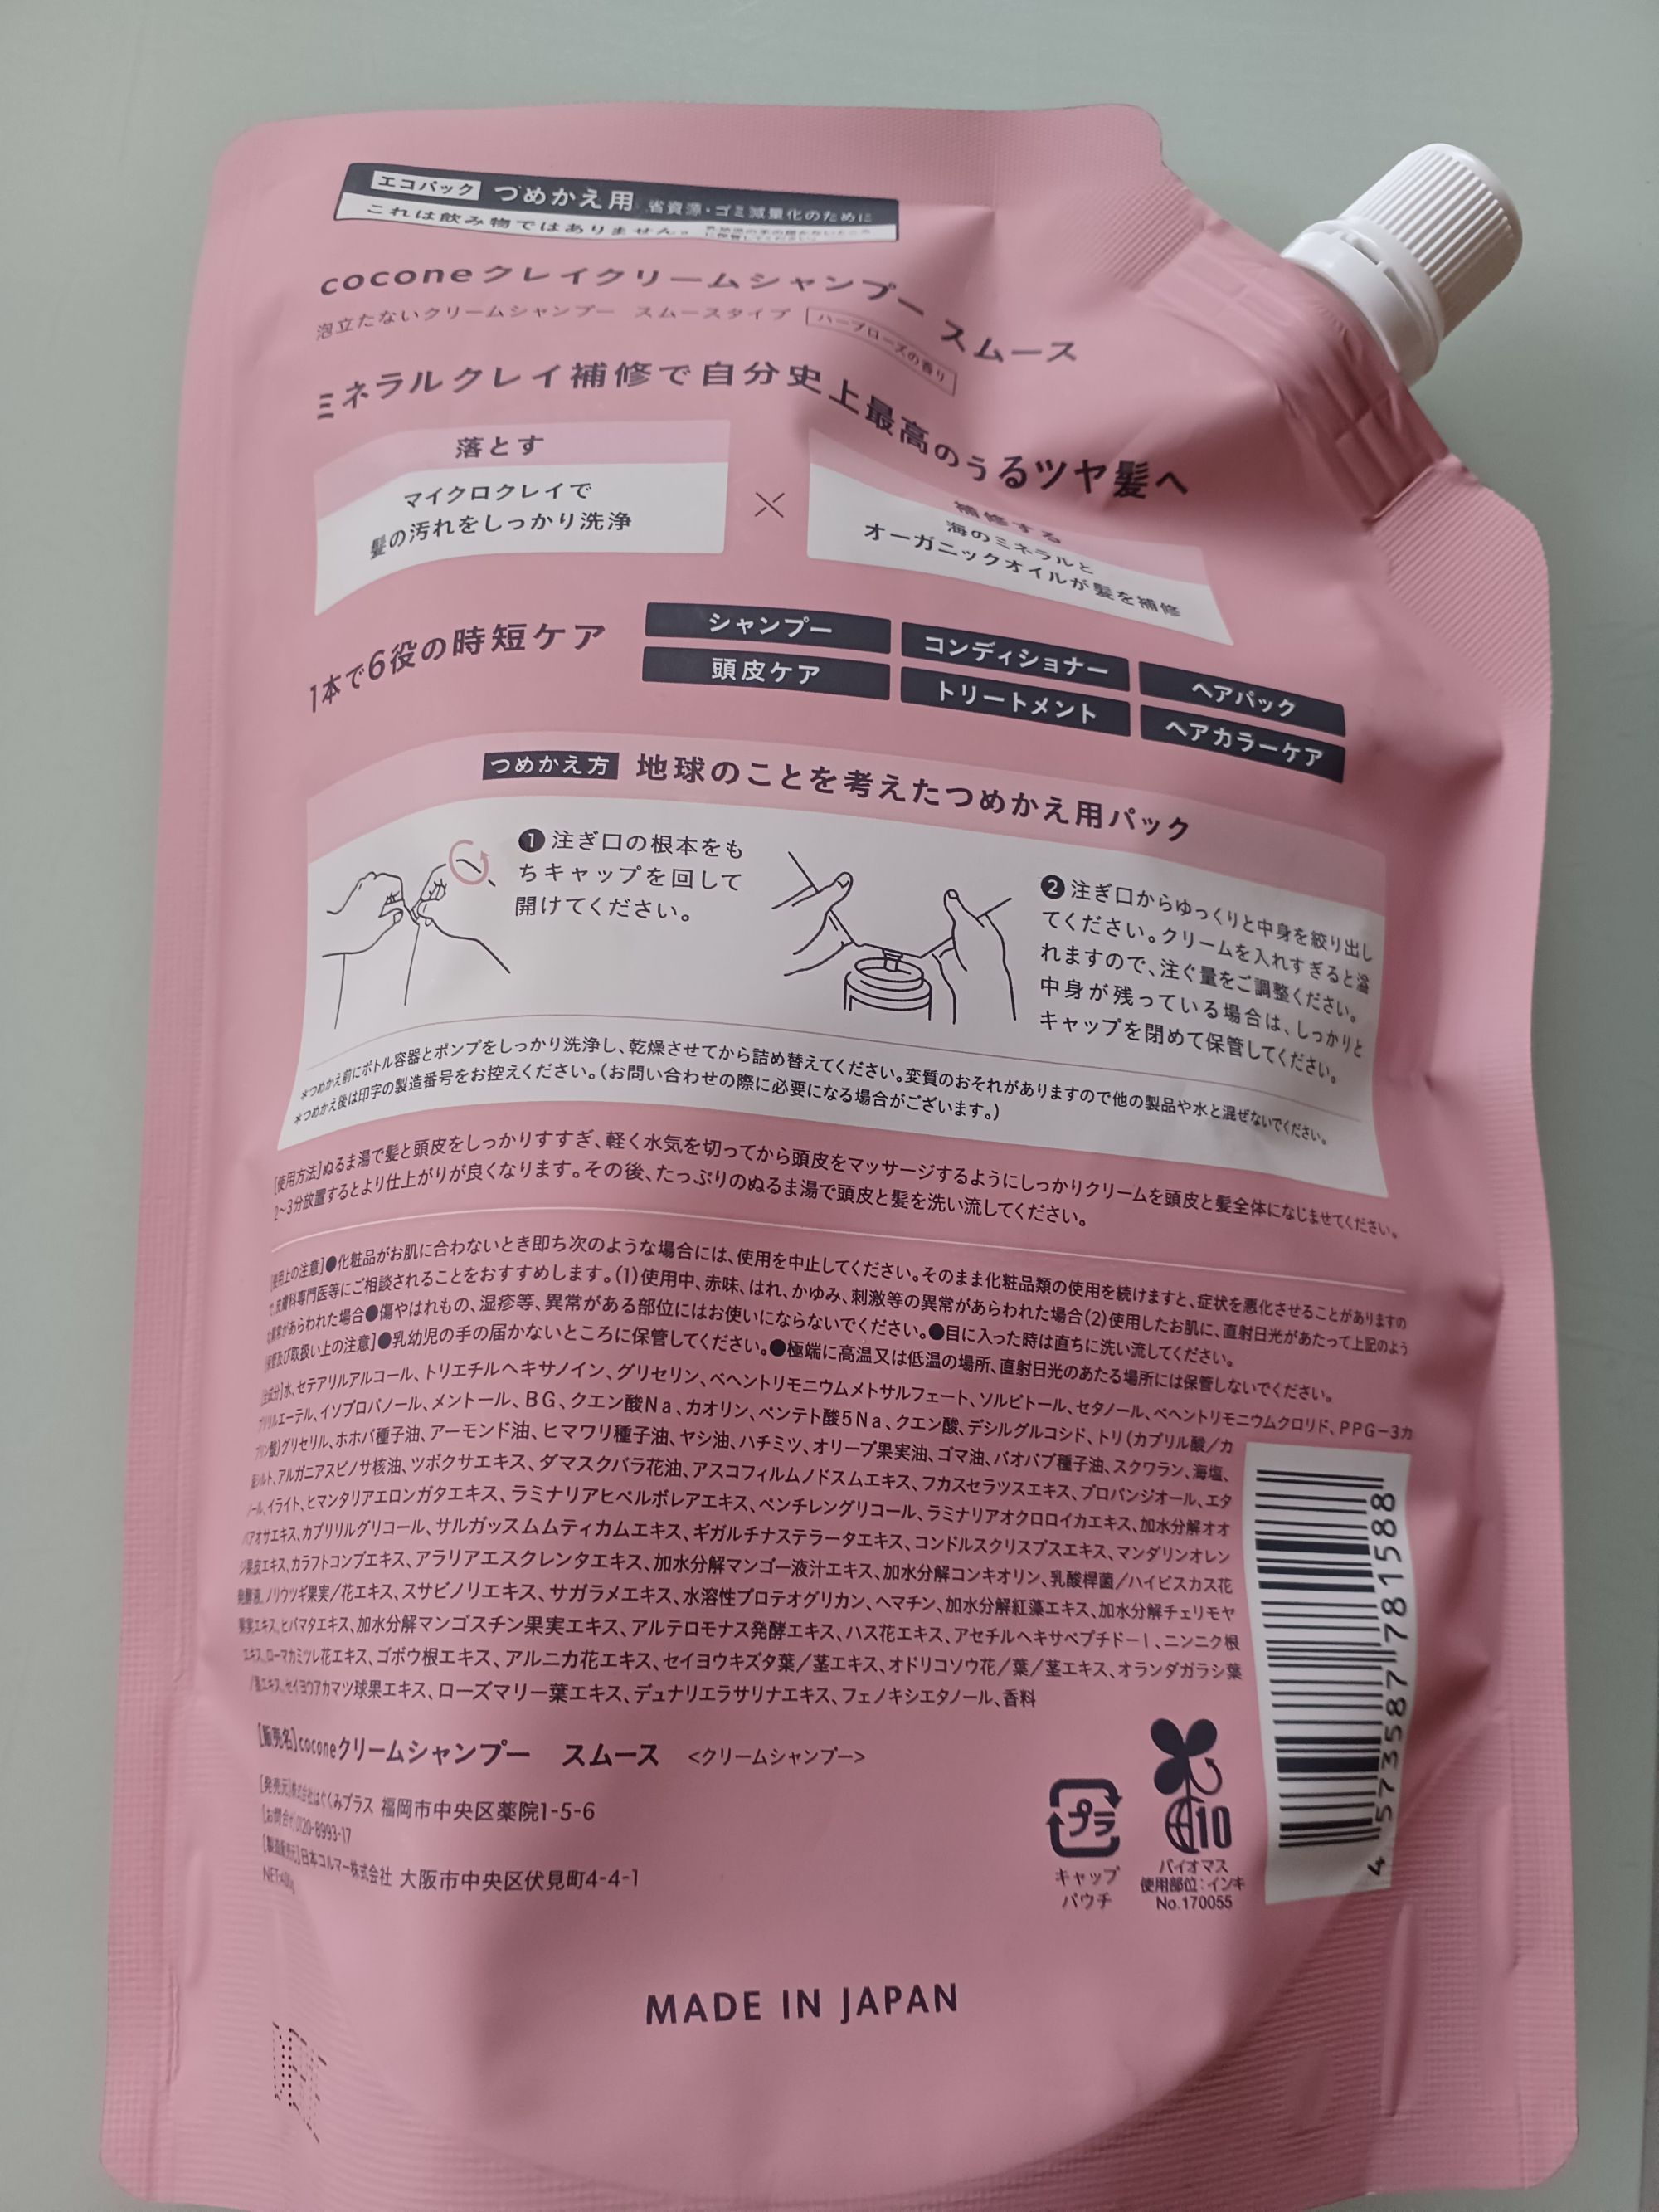 エコパック つめかえ用 省資源・ゴミ減量化のために
これは飲み物ではありません。
coconeクレイクリームシャンプー スムース
泡立たないクリームシャンプー スムースタイプ ハーブローズの香り
ミネラルクレイ補修で自分史上最高のうるツヤ髪へ
落とす
マイクロクレイで
髪の汚れをしっかり洗浄
×
補修する
海のミネラルと
オーガニックオイルが髪を補修
1本で6役の時短ケア
シャンプー コンディショナー ヘアパック
頭皮ケア トリートメント ヘアカラーケア
つめかえ方 地球のことを考えたつめかえ用パック
❶注ぎ口の根本をも
ちキャップを回して
開けてください。
❷注ぎ口からゆっくりと中身を絞り出し
てください。クリームを入れすぎると溢
れますので、注ぐ量をご調整ください。
中身が残っている場合は、しっかりと
キャップを閉めて保管してください。
*つめかえ前にボトル容器とポンプをしっかり洗浄し、乾燥させてから詰め替えてください。変質のおそれがありますので他の製品や水と混ぜないでください。
*つめかえ後は印字の製造番号をお控えください。(お問い合わせの際に必要になる場合がございます。)
[使用方法]ぬるま湯で髪と頭皮をしっかりすすぎ、軽く水気を切ってから頭皮をマッサージするようにしっかりクリームを頭皮と髪全体になじませてください。
2~3分放置するとより仕上がりが良くなります。その後、たっぷりのぬるま湯で頭皮と髪を洗い流してください。
[使用上の注意]●化粧品がお肌に合わないとき即ち次のような場合には、使用を中止してください。そのまま化粧品類の使用を続けますと、症状を悪化させることがありますの
で、皮膚科専門医等にご相談されることをおすすめします。(1)使用中、赤味、はれ、かゆみ、刺激等の異常があらわれた場合(2)使用したお肌に、直射日光があたって上記のよう
な異常があらわれた場合●傷やはれもの、湿疹等、異常がある部位にはお使いにならないでください。●目に入った時は直ちに洗い流してください。
[保管及び取扱い上の注意]●乳幼児の手の届かないところに保管してください。●極端に高温又は低温の場所、直射日光のあたる場所には保管しないでください。
[全成分]水、セテアリルアルコール、トリエチルヘキサノイン、グリセリン、ベヘントリモニウムメトサルフェート、ソルビトール、セタノール、ベヘントリモニウムクロリド、PPG-3カ
プリリルエーテル、イソプロパノール、メントール、BG、クエン酸Na、カオリン、ペンテト酸5Na、クエン酸、デシルグルコシド、トリ(カプリル酸/カ
プリン酸)グリセリル、ホホバ種子油、アーモンド油、ヒマワリ種子油、ヤシ油、ハチミツ、オリーブ果実油、ゴマ油、バオバブ種子油、スクワラン、海塩、
シルト、アルガニアスピノサ核油、ツボクサエキス、ダマスクバラ花油、アスコフィルムノドスムエキス、フカスセラツスエキス、プロパンジオール、エタ
ノール、イライト、ヒマンタリアエロンガタエキス、ラミナリアヒペルボレアエキス、ペンチレングリコール、ラミナリアオクロロイカエキス、加水分解オオ
バアオサエキス、カプリリルグリコール、サルガッスムムティカムエキス、ギガルチナステラータエキス、コンドルスクリスプスエキス、マンダリンオレン
ジ果皮エキス、カラフトコンブエキス、アラリアエスクレンタエキス、加水分解マンゴー液汁エキス、加水分解コンキオリン、乳酸桿菌/ハイビスカス花
発酵液、ノリウツギ果実/花エキス、スサビノリエキス、サガラメエキス、水溶性プロテオグリカン、ヘマチン、加水分解紅藻エキス、加水分解チェリモヤ
果実エキス、ヒバマタエキス、加水分解マンゴスチン果実エキス、アルテロモナス発酵エキス、ハス花エキス、アセチルヘキサペプチド-1、ニンニク根
エキス、ローマカミツレ花エキス、ゴボウ根エキス、アルニカ花エキス、セイヨウキズタ葉/茎エキス、オドリコソウ花/葉/茎エキス、オランダガラシ葉
/茎エキス、セイヨウアカマツ球果エキス、ローズマリー葉エキス、デュナリエラサリナエキス、フェノキシエタノール、香料
[販売名]coconeクリームシャンプー スムース <クリームシャンプー>
[発売元]株式会社はぐくみプラス 福岡市中央区薬院1-5-6
[お問合せ]0120-8993-17
[製造販売元]日本コルマー株式会社 大阪市中央区伏見町4-4-1
NET:400g
プラ
キャップ
パウチ
10
バイオマス
使用部位:インキ
No.170055
4 573587 781588
MADE IN JAPAN